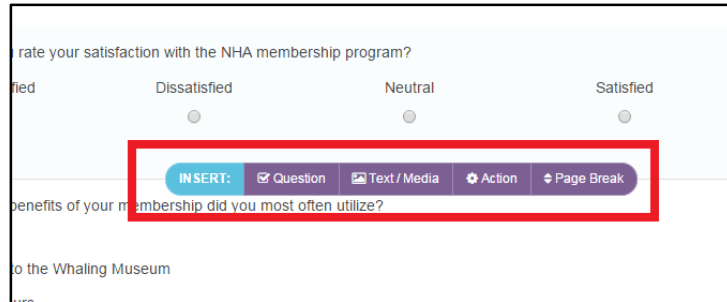 rate your satisfaction with the NHA membership program?
Dissatisfied Neutral Satisfied
INSERT: Question Text / Media Action Page Break
benefits of your membership did you most often utilize?
to the Whaling Museum